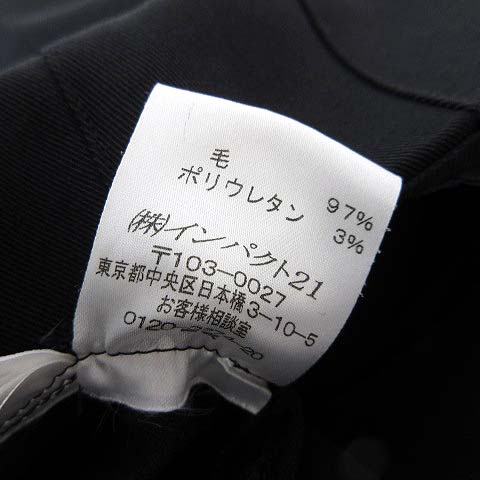 毛 97%
ポリウレタン 3%
㈱インパクト21
〒103-0027
東京都中央区日本橋3-10-5
お客様相談室
0120-